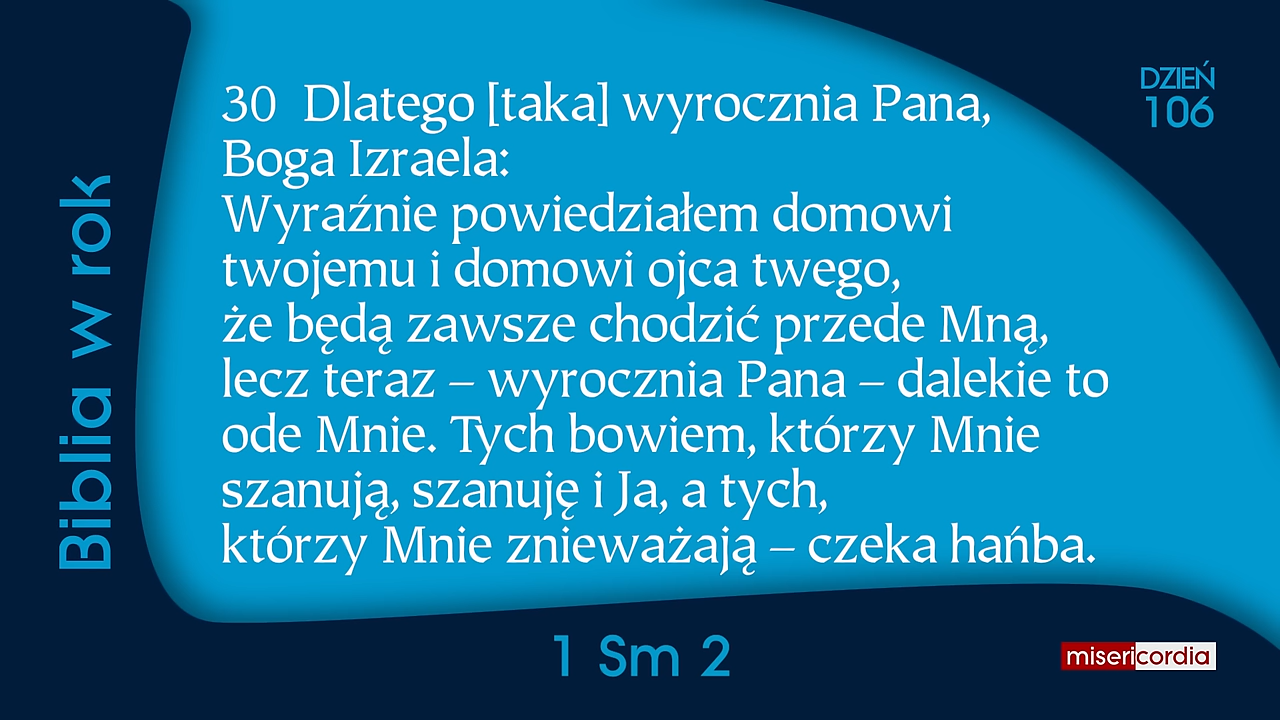 DZIEŃ
106
Biblia w rok
30 Dlatego [taka] wyrocznia Pana,
Boga Izraela:
Wyraźnie powiedziałem domowi
twojemu i domowi ojca twego,
że będą zawsze chodzić przede Mną,
lecz teraz – wyrocznia Pana – dalekie to
ode Mnie. Tych bowiem, którzy Mnie
szanują, szanuję i Ja, a tych,
którzy Mnie znieważają – czeka hańba.
1 Sm 2
misericordia